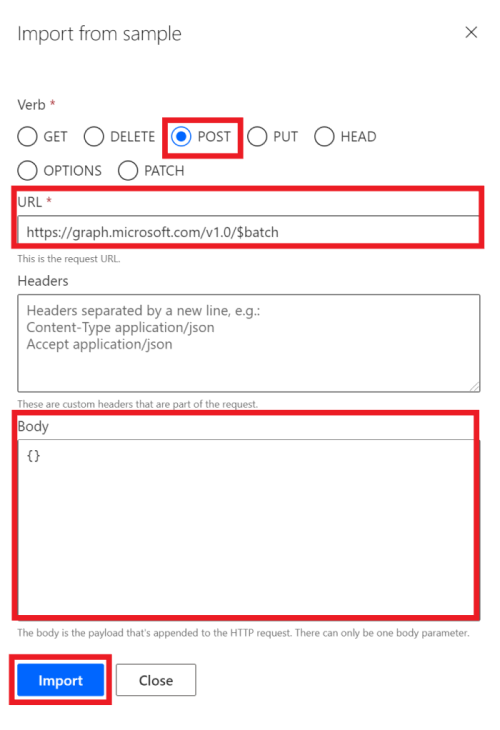 Import from sample
Verb *
GET DELETE POST PUT HEAD
OPTIONS PATCH
URL *
https://graph.microsoft.com/v1.0/$batch
This is the request URL.
Headers
Headers separated by a new line, e.g.:
Content-Type application/json
Accept application/json
These are custom headers that are part of the request.
Body
{}
The body is the payload that's appended to the HTTP request. There can only be one body parameter.
Import Close